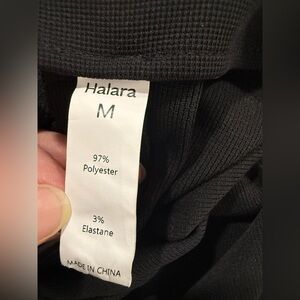 Halara
M
97%
Polyester
3%
Elastane
MADE IN CHINA